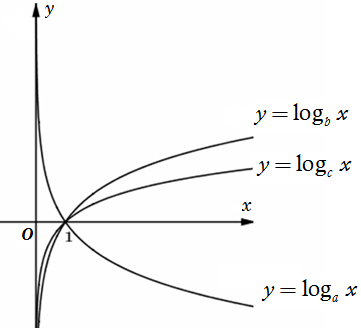 y
y = log_b x
y = log_c x
x
O
1
y = log_a x